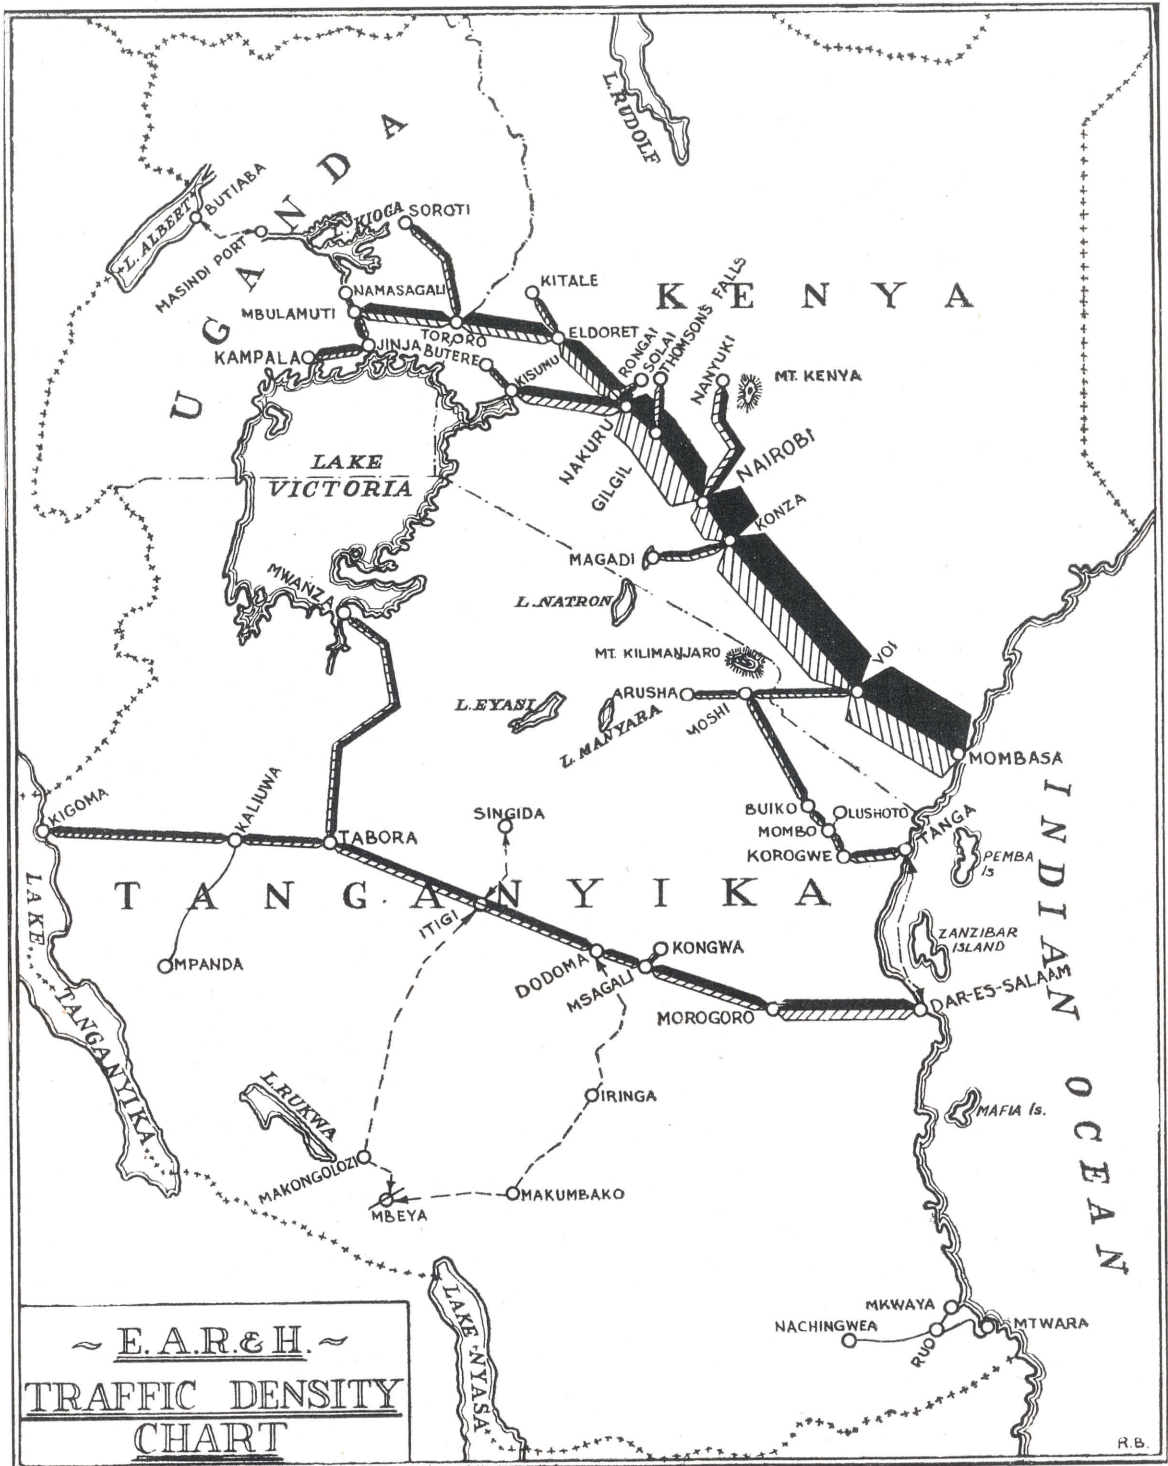 L. RUDOLF
UGANDA
L. ALBERT
BUTIABA
MASINDI PORT
L. KIOGA
SOROTI
NAMASAGALI
MBULAMUTI
TORORO
KITALE
KENYA
ELDORET
KAMPALA
JINJA
BUTERE
KISUMU
RONGAI
SOLAI
THOMSON'S FALLS
NANYUKI
MT. KENYA
NAKURU
GILGIL
NAIROBI
KONZA
LAKE
VICTORIA
MAGADI
L. NATRON
MWANZA
MT. KILIMANJARO
VOI
L. EYASI
ARUSHA
L. MANYARA
MOSHI
MOMBASA
KIGOMA
KALIUWA
TABORA
SINGIDA
BUIKO
LUSHOTO
MOMBO
KOROGWE
TANGA
PEMBA
Is
INDIAN OCEAN
TANGANYIKA
ITIGI
MPANDA
DODOMA
MSAGALI
KONGWA
MOROGORO
ZANZIBAR
ISLAND
DAR-ES-SALAAM
LAKE TANGANYIKA
L. RUKWA
IRINGA
MAFIA Is.
MAKONGOLOZI
MBEYA
MAKUMBAKO
LAKE NYASA
MKWAYA
NACHINGWEA
RUO
MTWARA
~ E.A.R. & H. ~
TRAFFIC DENSITY
CHART
R.B.